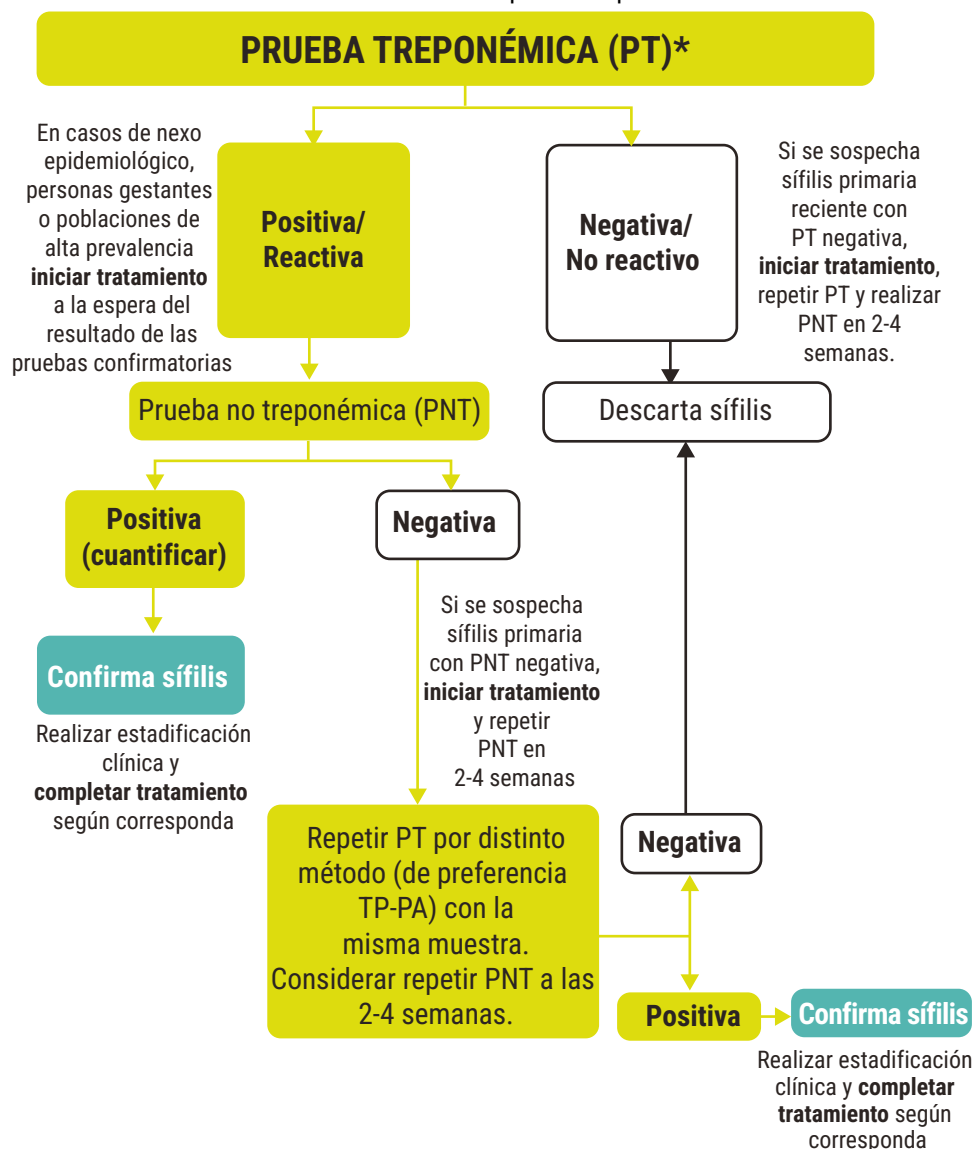 PRUEBA TREPONÉMICA (PT)*
En casos de nexo
epidemiológico,
personas gestantes
o poblaciones de
alta prevalencia
iniciar tratamiento
a la espera del
resultado de las
pruebas confirmatorias
Positiva/
Reactiva
Negativa/
No reactivo
Si se sospecha
sífilis primaria
reciente con
PT negativa,
iniciar tratamiento,
repetir PT y realizar
PNT en 2-4
semanas.
Prueba no treponémica (PNT)
Descarta sífilis
Positiva
(cuantificar)
Negativa
Confirma sífilis
Realizar estadificación
clínica y
completar tratamiento
según corresponda
Si se sospecha
sífilis primaria
con PNT negativa,
iniciar tratamiento
y repetir
PNT en
2-4 semanas
Repetir PT por distinto
método (de preferencia
TP-PA) con la
misma muestra.
Considerar repetir PNT a las
2-4 semanas.
Negativa
Positiva
Confirma sífilis
Realizar estadificación
clínica y completar
tratamiento según
corresponda